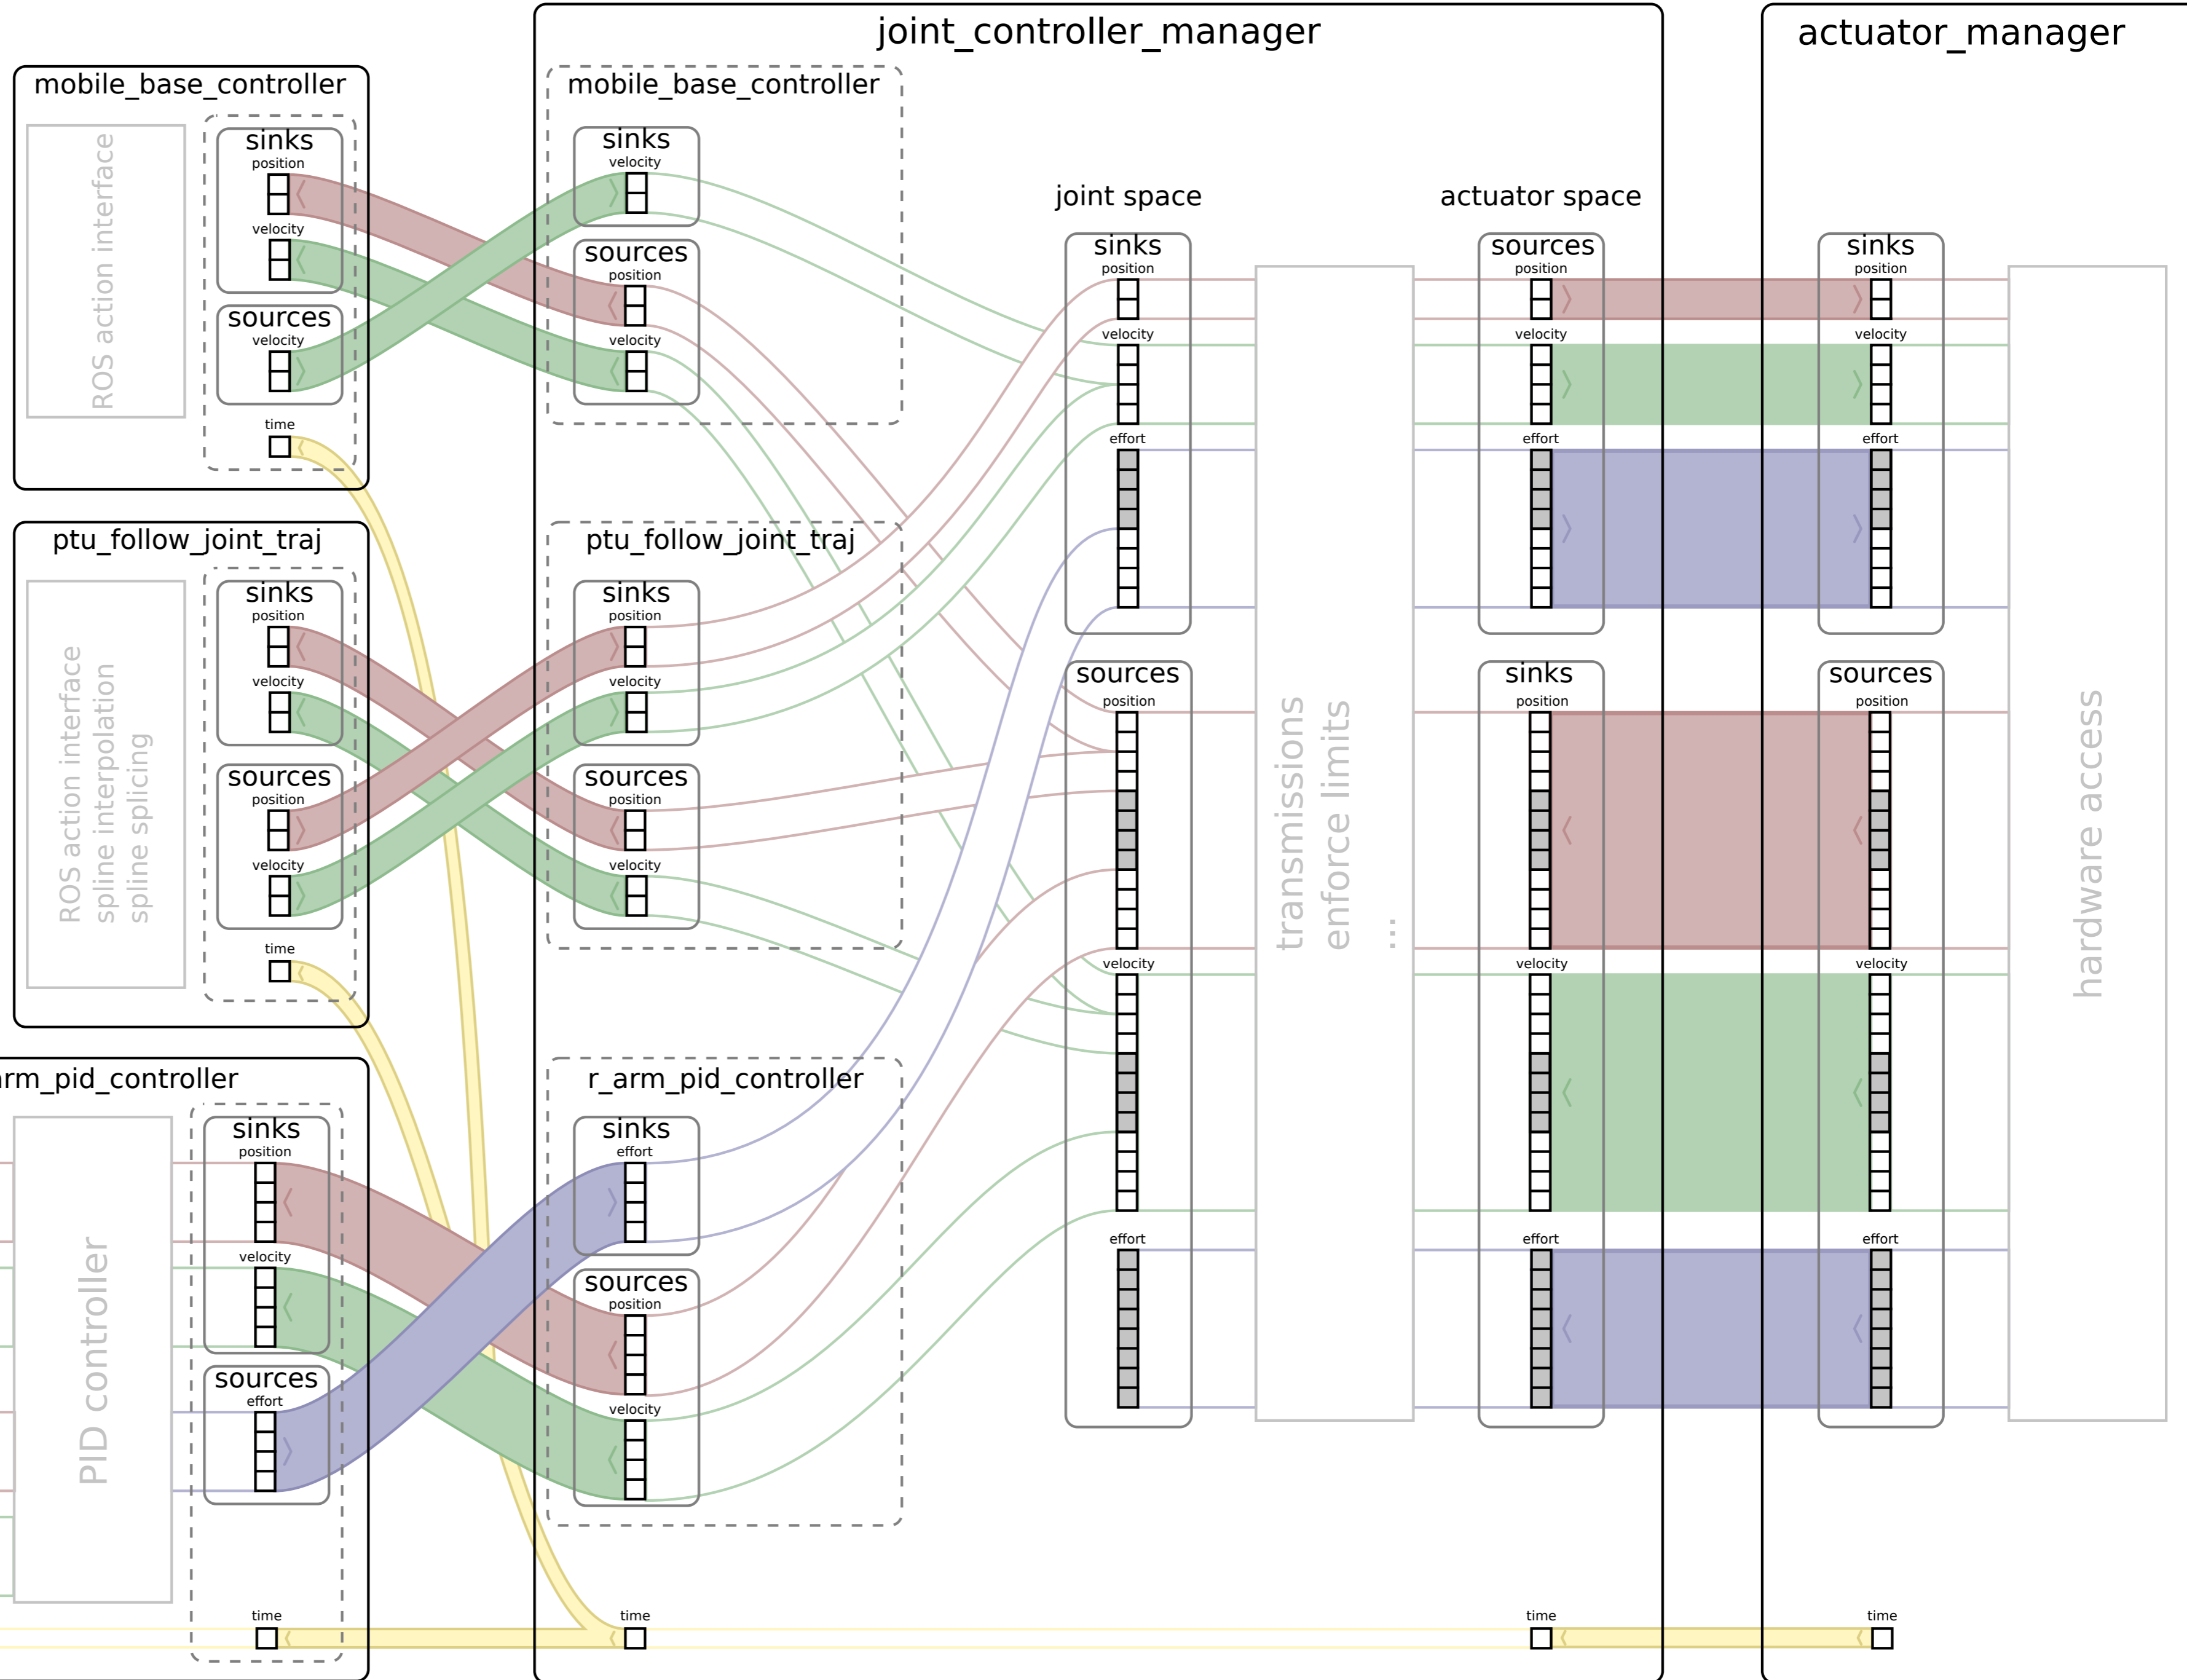 joint_controller_manager
actuator_manager
mobile_base_controller
ROS action interface
sinks
position
velocity
sources
velocity
time
mobile_base_controller
sinks
velocity
sources
position
velocity
ptu_follow_joint_traj
ROS action interface
spline interpolation
spline splicing
sinks
position
velocity
sources
position
velocity
time
ptu_follow_joint_traj
sinks
position
velocity
sources
position
velocity
arm_pid_controller
PID controller
sinks
position
velocity
sources
effort
time
r_arm_pid_controller
sinks
effort
sources
position
velocity
time
joint space
sinks
position
velocity
effort
sources
position
velocity
effort
transmissions
enforce limits
...
actuator space
sources
position
velocity
effort
sinks
position
velocity
effort
time
sinks
position
velocity
effort
sources
position
velocity
effort
time
hardware access